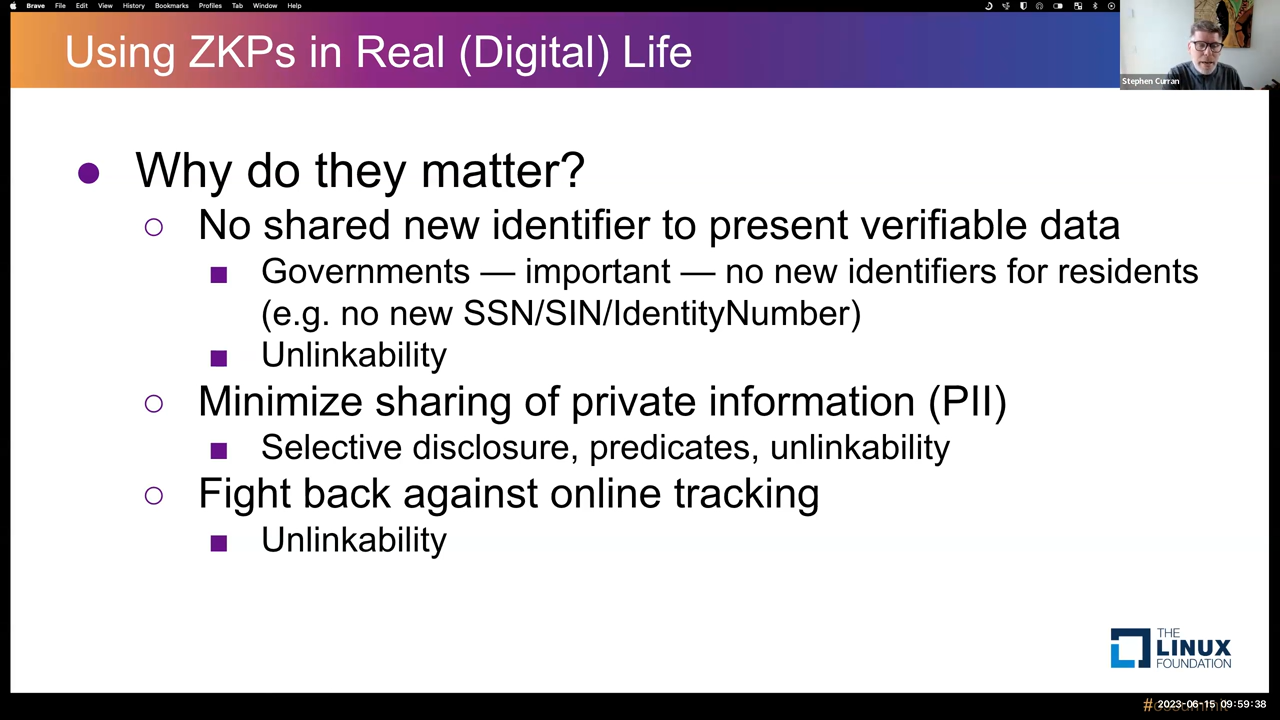 Brave File Edit View History Bookmarks Profiles Tab Window Help
Using ZKPs in Real (Digital) Life
Stephen Curran
● Why do they matter?
○ No shared new identifier to present verifiable data
■ Governments — important — no new identifiers for residents
(e.g. no new SSN/SIN/IdentityNumber)
■ Unlinkability
○ Minimize sharing of private information (PII)
■ Selective disclosure, predicates, unlinkability
○ Fight back against online tracking
■ Unlinkability
THE
LINUX
FOUNDATION
2023-06-15 09:59:38